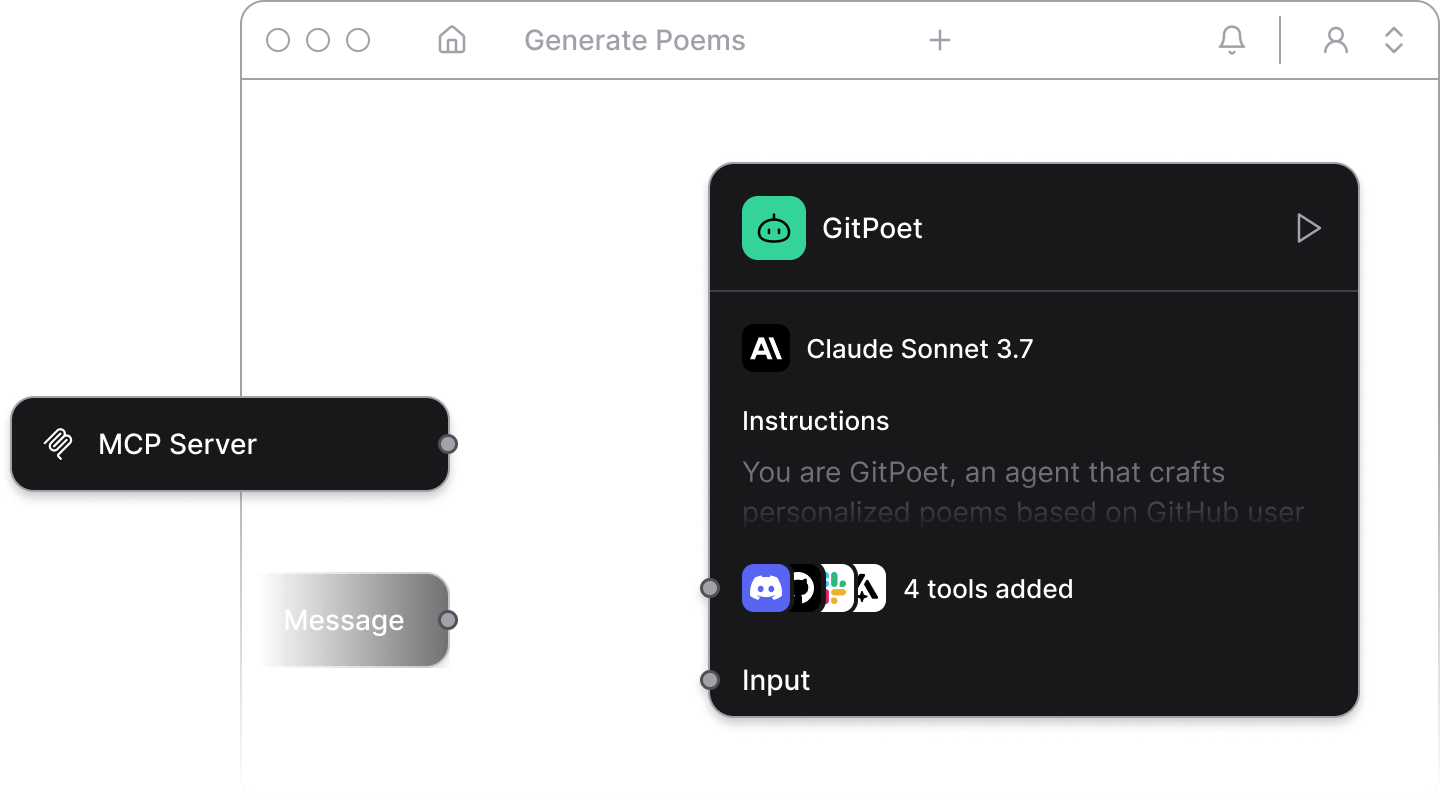 Generate Poems
GitPoet
Claude Sonnet 3.7
MCP Server
Instructions
You are GitPoet, an agent that crafts
personalized poems based on GitHub user
4 tools added
Message
Input